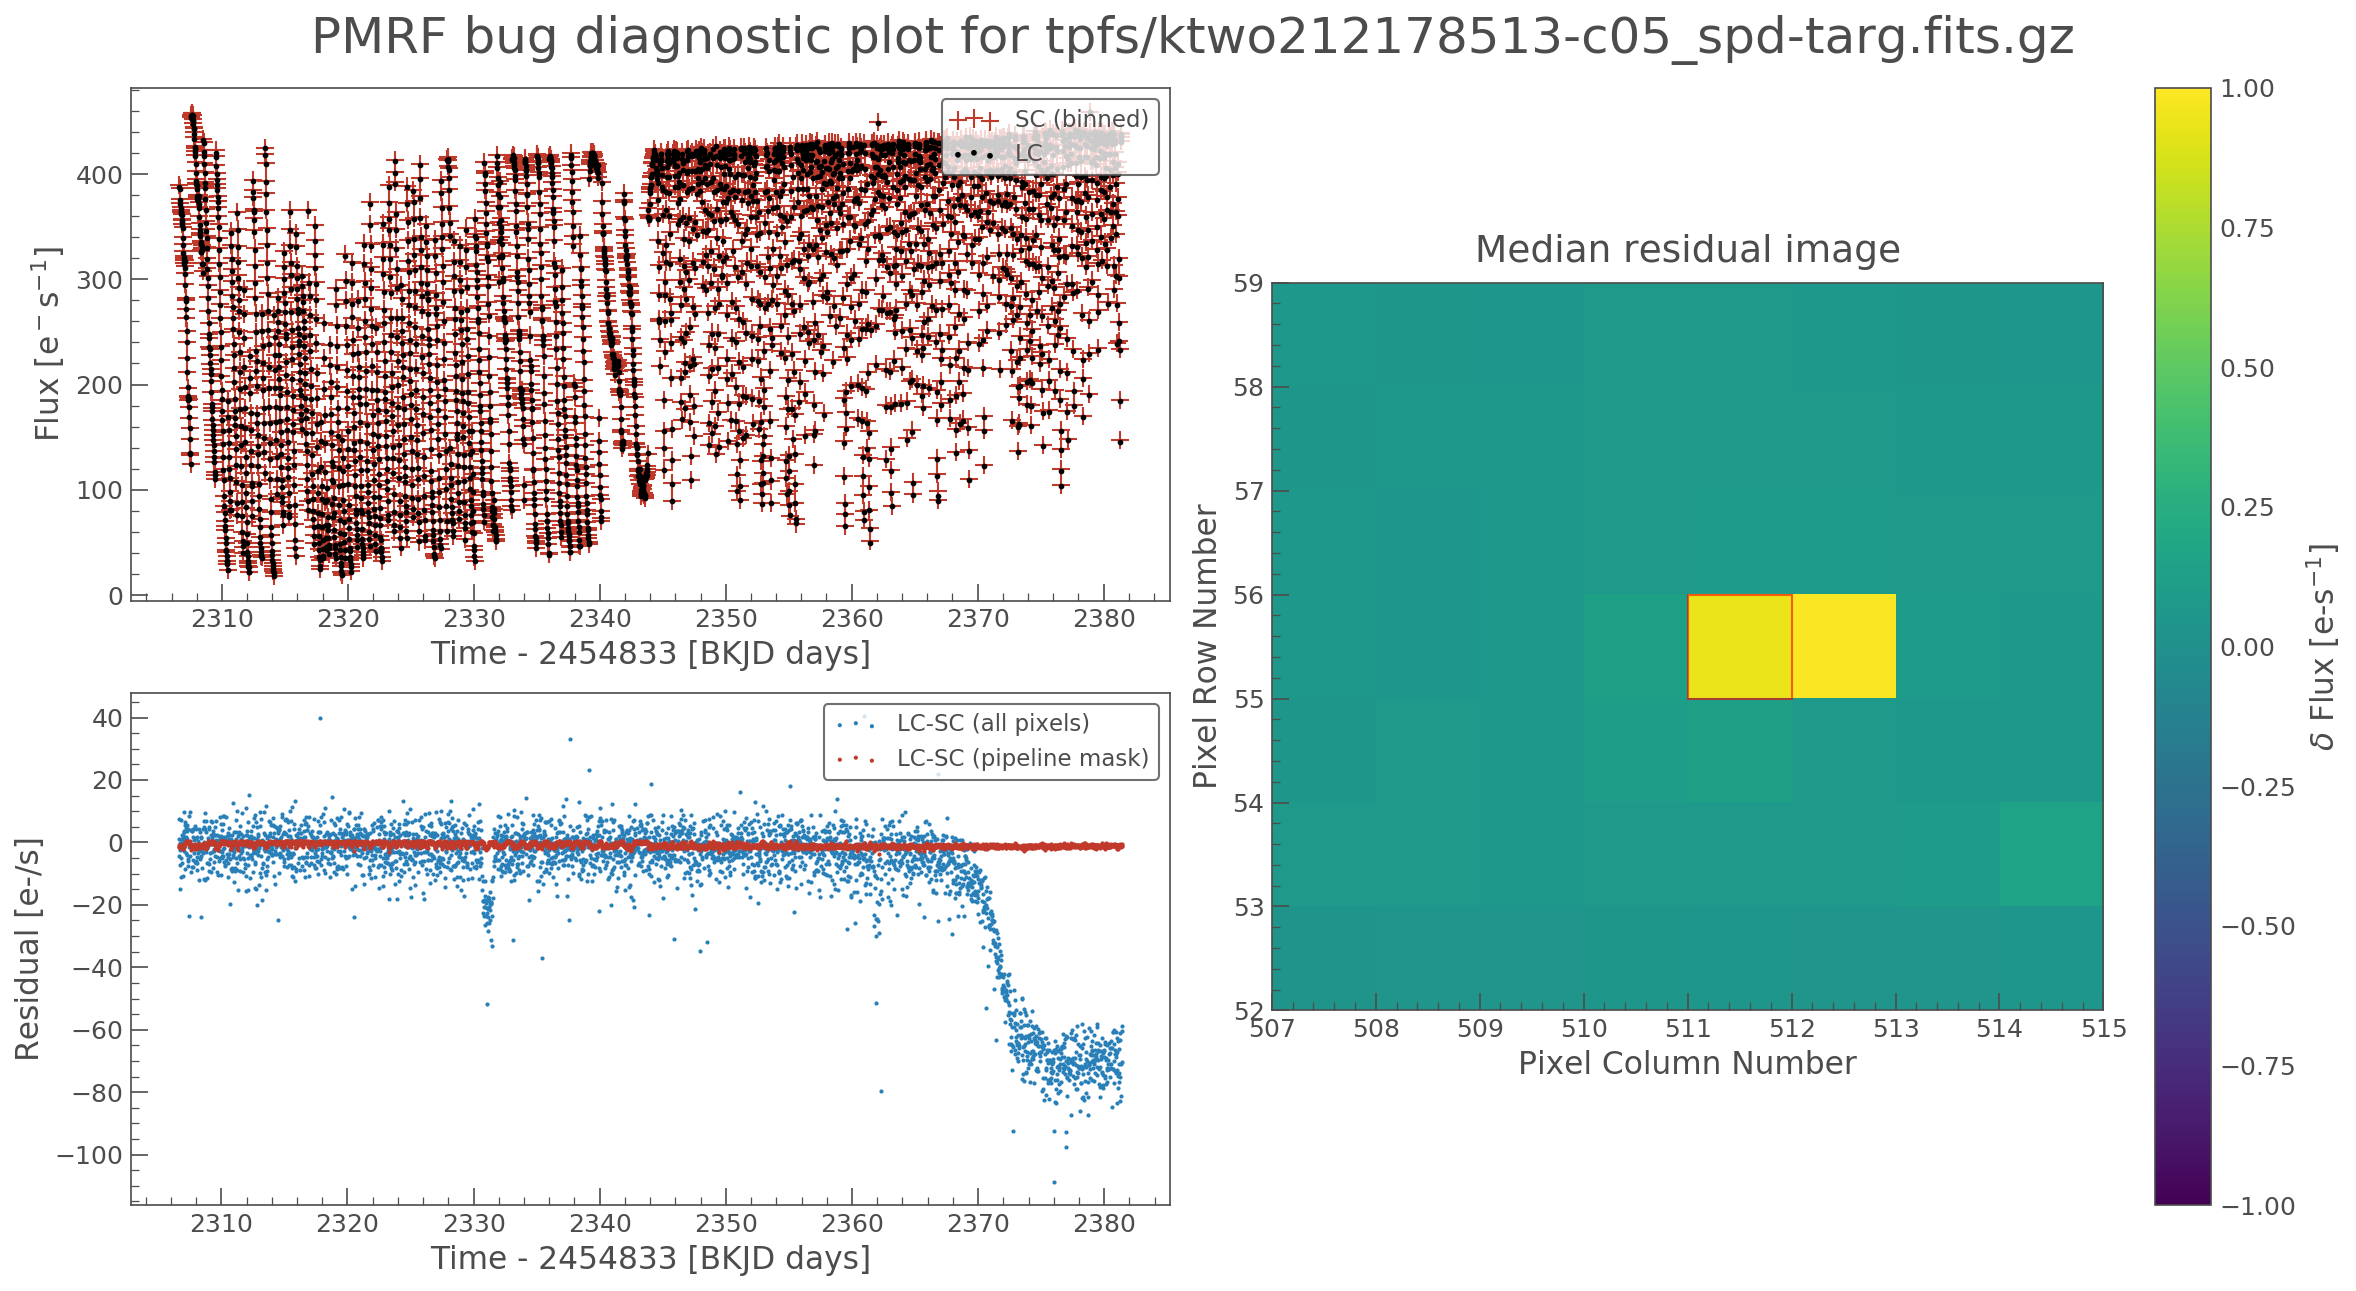 PMRF bug diagnostic plot for tpfs/ktwo212178513-c05_spd-targ.fits.gz
SC (binned)
LC
400
300
200
100
0
Flux [e⁻ s⁻¹]
2310 2320 2330 2340 2350 2360 2370 2380
Time - 2454833 [BKJD days]
LC-SC (all pixels)
LC-SC (pipeline mask)
40
20
0
−20
−40
−60
−80
−100
Residual [e-/s]
2310 2320 2330 2340 2350 2360 2370 2380
Time - 2454833 [BKJD days]
Median residual image
59
58
57
56
55
54
53
52
Pixel Row Number
507 508 509 510 511 512 513 514 515
Pixel Column Number
1.00
0.75
0.50
0.25
0.00
−0.25
−0.50
−0.75
−1.00
δ Flux [e-s⁻¹]